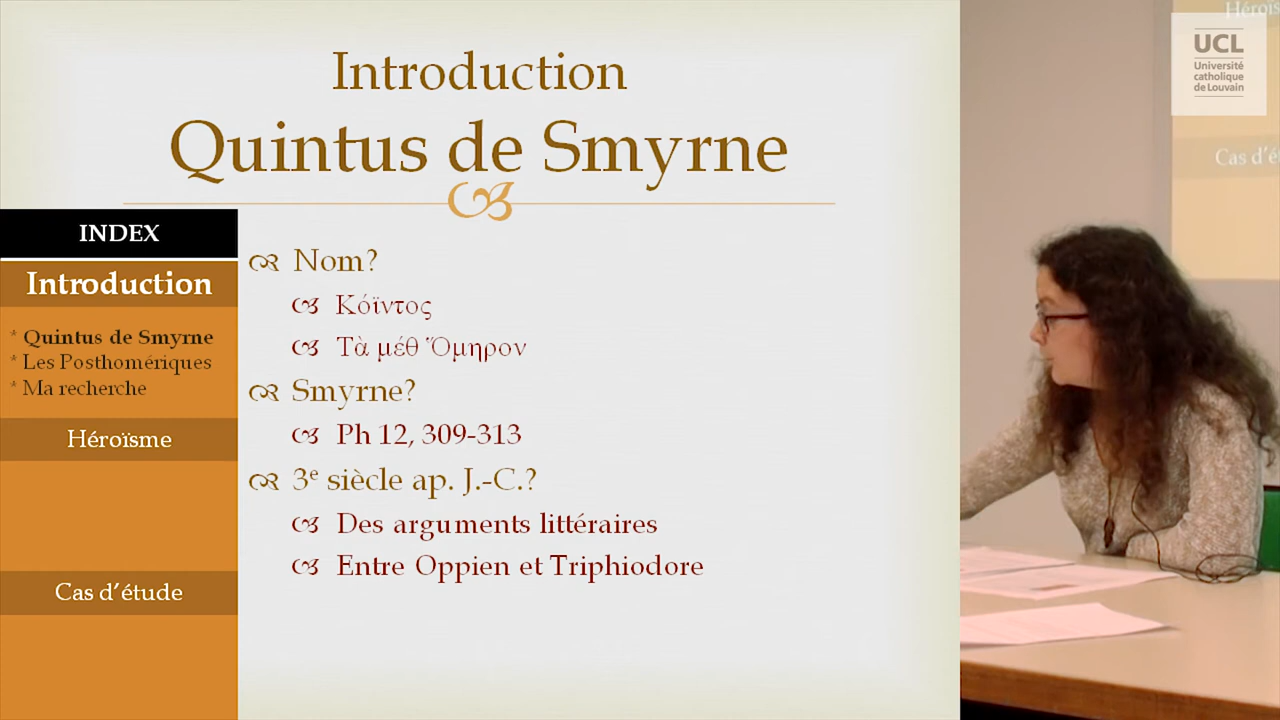 Introduction
Quintus de Smyrne
INDEX
Introduction
* Quintus de Smyrne
* Les Posthomériques
* Ma recherche
Héroïsme
Cas d'étude
Nom?
Κόϊντος
Τὰ μέθ Ὅμηρον
Smyrne?
Ph 12, 309-313
3e siècle ap. J.-C.?
Des arguments littéraires
Entre Oppien et Triphiodore
UCL
Université
catholique
de Louvain
Cas d'é